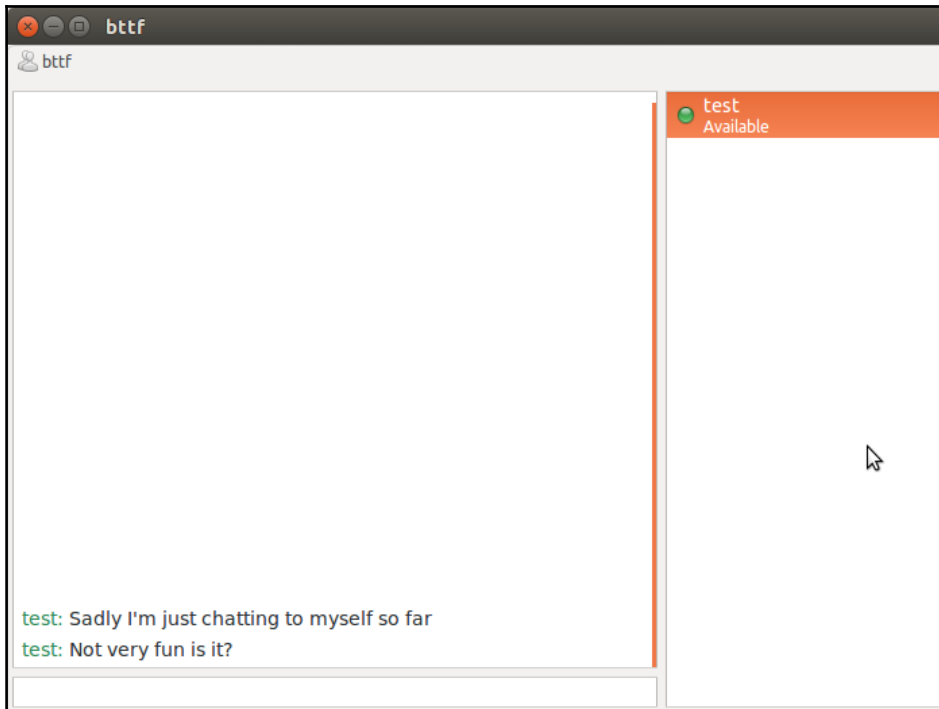 bttf
bttf
test
Available
test: Sadly I'm just chatting to myself so far
test: Not very fun is it?